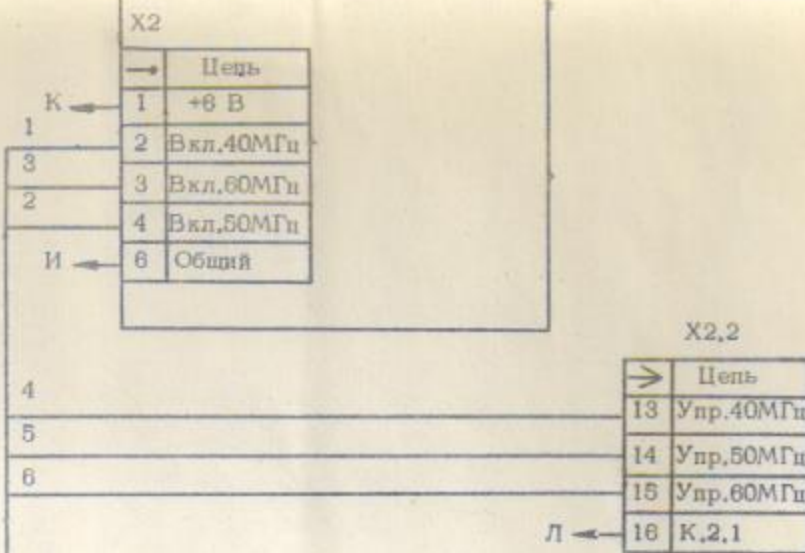 X2
Цепь
К 1 +6 В
1 2 Вкл.40МГц
3 3 Вкл.60МГц
2 4 Вкл.50МГц
И 6 Общий
X2.2
Цепь
4 13 Упр.40МГц
5 14 Упр.50МГц
6 15 Упр.60МГц
Л 16 К.2.1